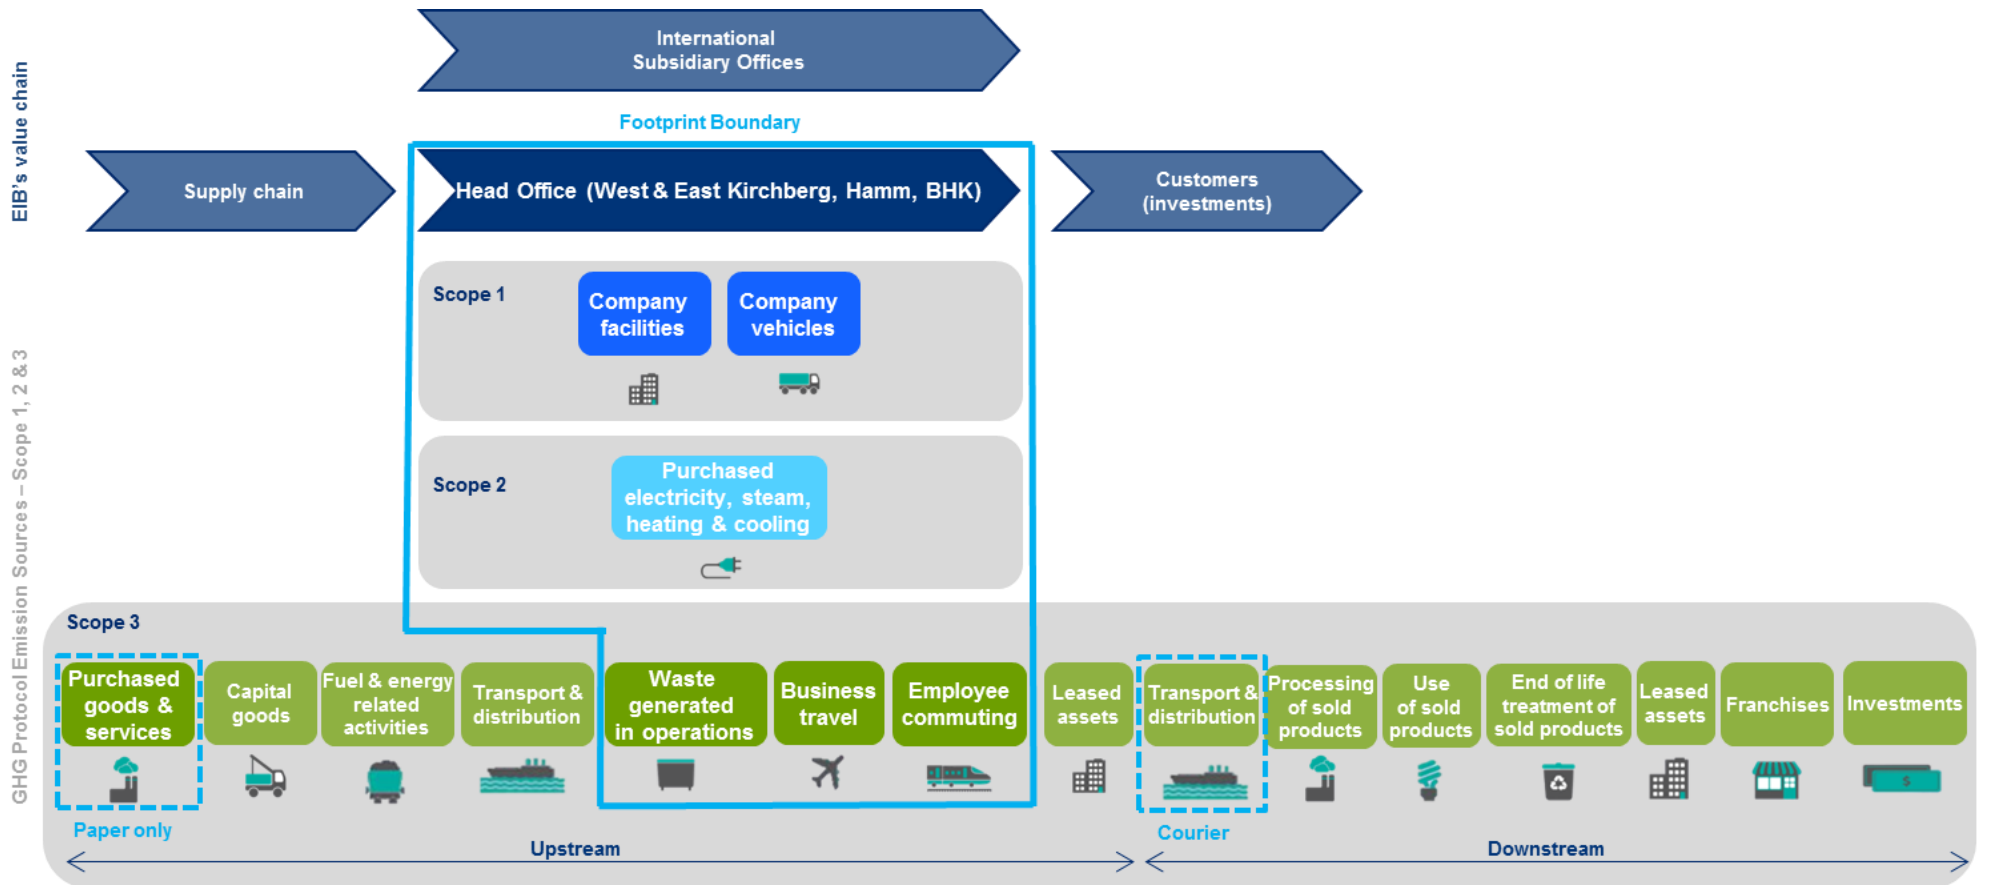 International
Subsidiary Offices
EIB's value chain
Footprint Boundary
Supply chain
Head Office (West & East Kirchberg, Hamm, BHK)
Customers
(investments)
GHG Protocol Emission Sources – Scope 1, 2 & 3
Scope 1
Company
facilities
Company
vehicles
Scope 2
Purchased
electricity, steam,
heating & cooling
Scope 3
Purchased
goods &
services
Capital
goods
Fuel & energy
related
activities
Transport &
distribution
Waste
generated
in operations
Business
travel
Employee
commuting
Leased
assets
Transport &
distribution
Processing
of sold
products
Use
of sold
products
End of life
treatment of
sold products
Leased
assets
Franchises
Investments
$
Paper only
Courier
Upstream
Downstream